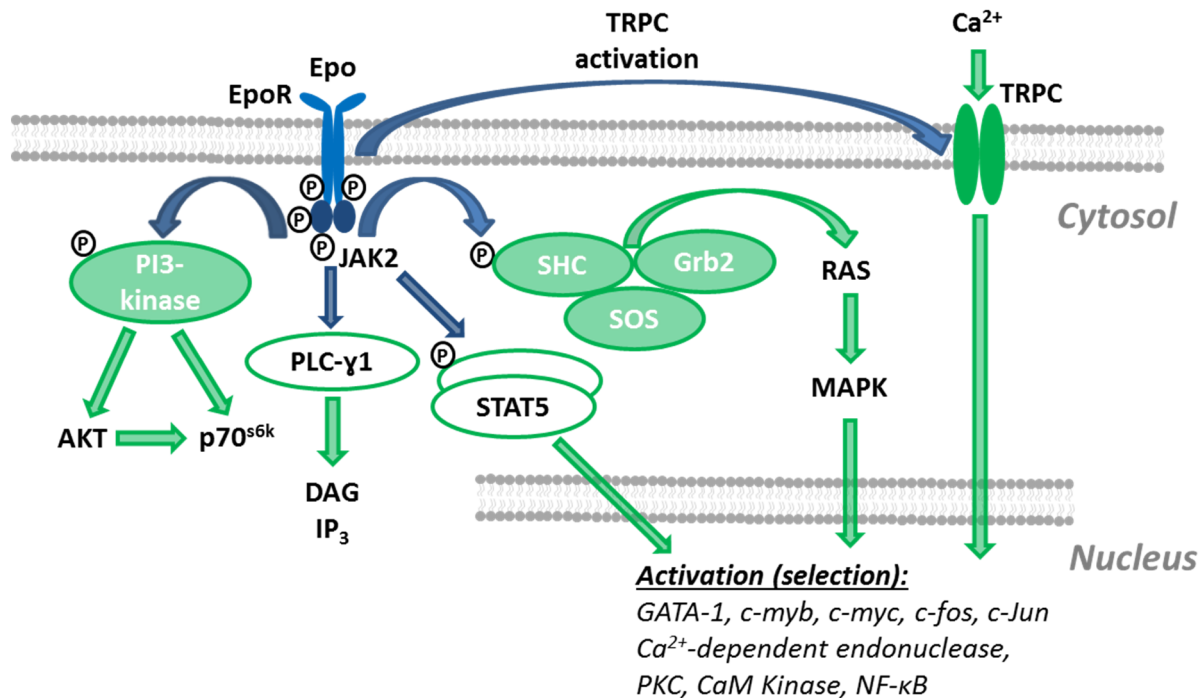 TRPC
activation
Ca²⁺
Epo
EpoR
TRPC
P
P
P
P
JAK2
Cytosol
P
PI3-
kinase
P
SHC
Grb2
SOS
RAS
PLC-ɣ1
P
STAT5
MAPK
AKT
p70ˢ⁶ᵏ
DAG
IP₃
Nucleus
Activation (selection):
GATA-1, c-myb, c-myc, c-fos, c-Jun
Ca²⁺-dependent endonuclease,
PKC, CaM Kinase, NF-κB